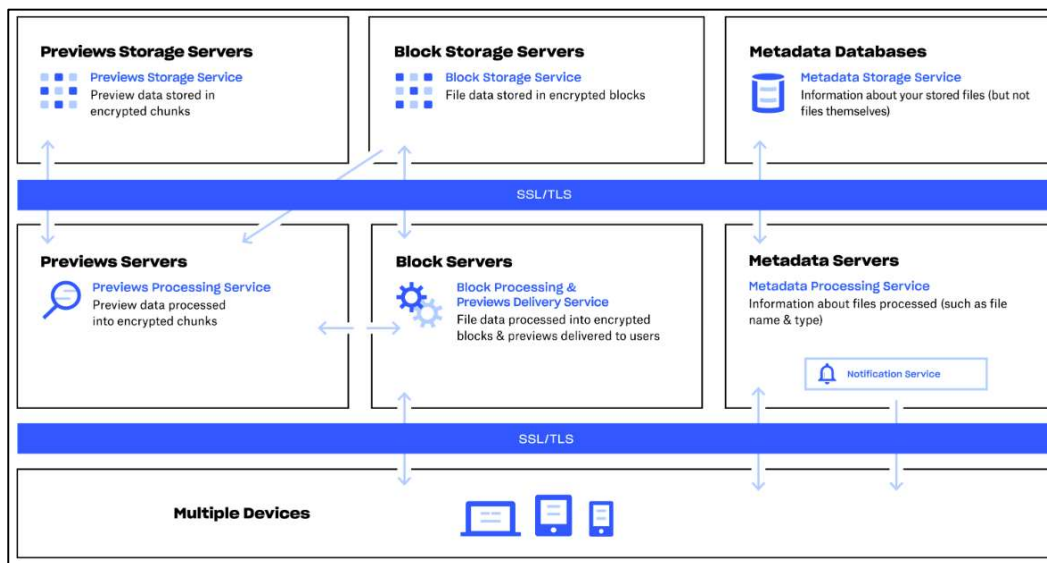 Previews Storage Servers
Previews Storage Service
Preview data stored in
encrypted chunks
Block Storage Servers
Block Storage Service
File data stored in encrypted blocks
Metadata Databases
Metadata Storage Service
Information about your stored files (but not
files themselves)
SSL/TLS
Previews Servers
Previews Processing Service
Preview data processed
into encrypted chunks
Block Servers
Block Processing &
Previews Delivery Service
File data processed into encrypted
blocks & previews delivered to users
Metadata Servers
Metadata Processing Service
Information about files processed (such as file
name & type)
Notification Service
SSL/TLS
Multiple Devices